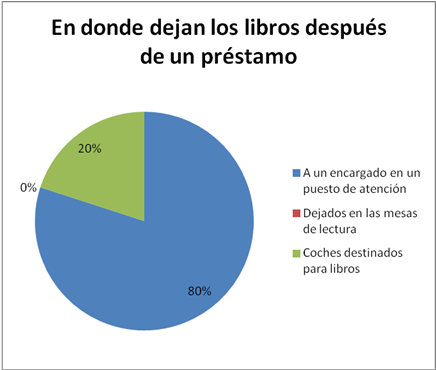 En donde dejan los libros después
de un préstamo
20%
0%
80%
A un encargado en un
puesto de atención
Dejados en las mesas
de lectura
Coches destinados
para libros